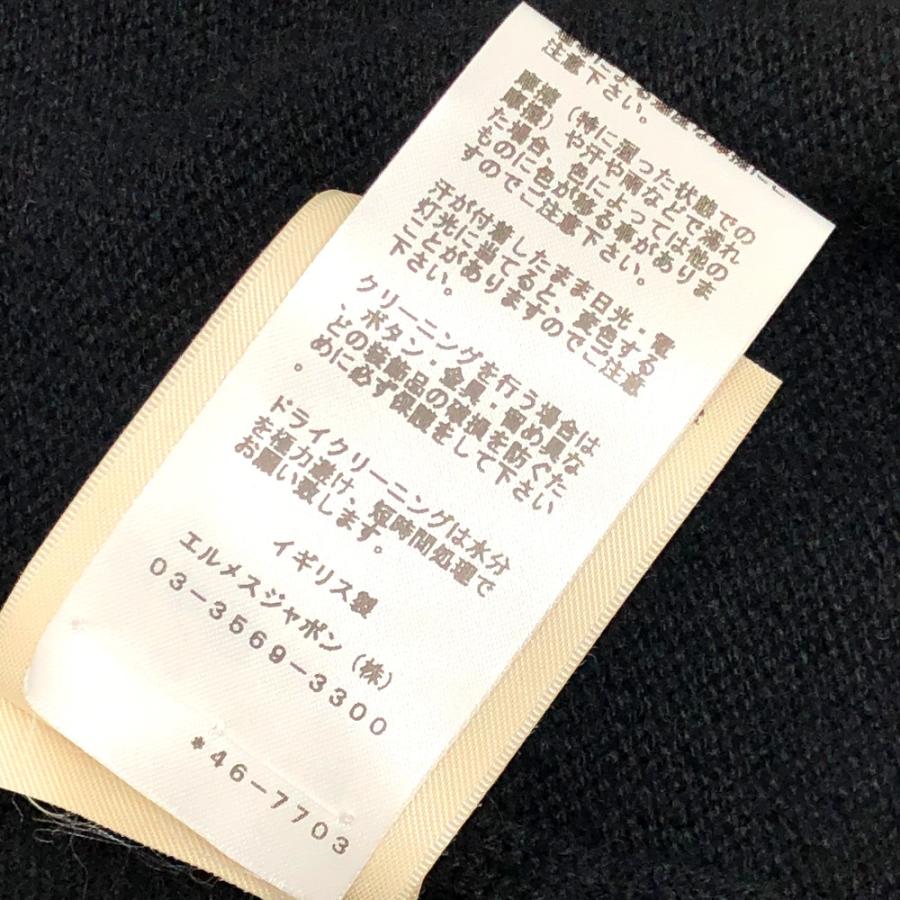 注意下さい。
摩擦（特に湿った状態での
摩擦）や汗や雨などで濡れ
た場合、色によっては他の
ものに色が移る事がありま
すのでご注意下さい。
汗が付着したまま日光・電
灯光に当てると、変色する
ことがありますのでご注意
下さい。
クリーニングを行う場合は
、ボタン・金具・留め具な
どの装飾品の破損を防ぐた
めに必ず保護をして下さい
。
ドライクリーニングは水分
を極力避け、短時間処理で
お願い致します。
イギリス製
エルメスジャポン（株）
03-3569-3300
*46-7703